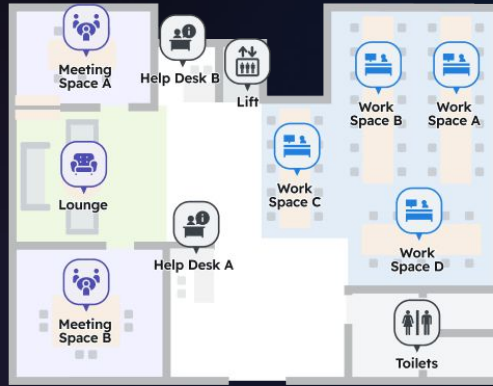 Meeting
Space A
Help Desk B
Lift
Work
Space B
Work
Space A
Work
Space C
Lounge
Help Desk A
Work
Space D
Meeting
Space B
Toilets